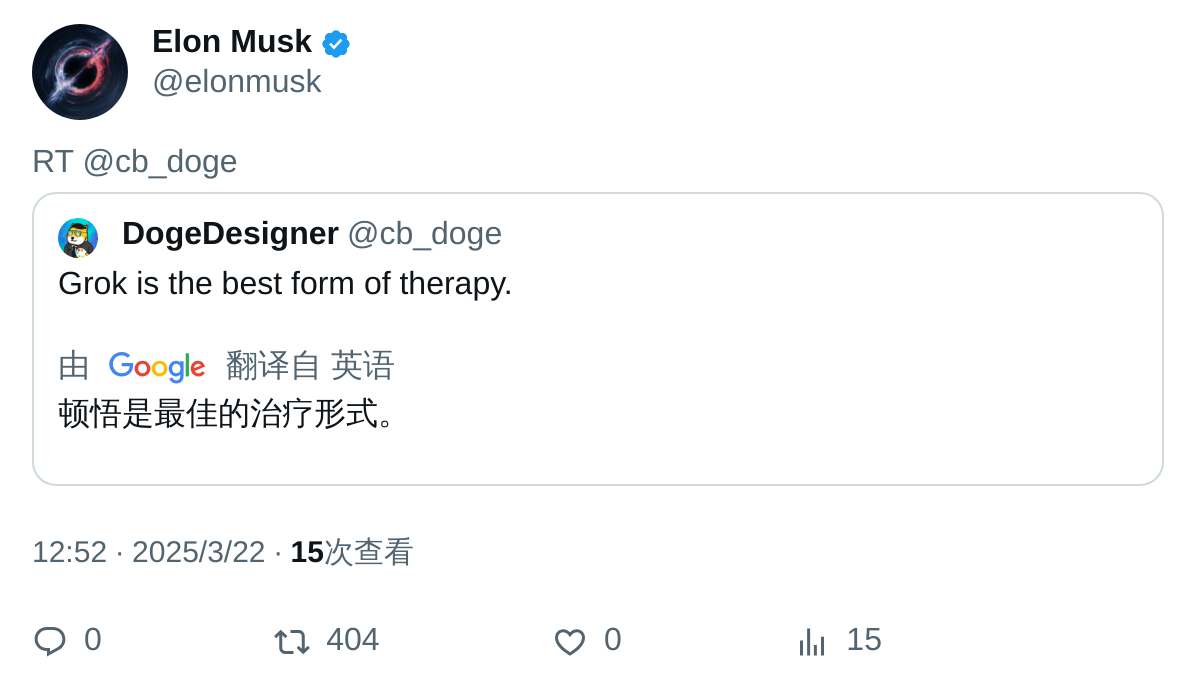 Elon Musk
@elonmusk
RT @cb_doge
DogeDesigner @cb_doge
Grok is the best form of therapy.
由 Google 翻译自 英语
顿悟是最佳的治疗形式。
12:52 · 2025/3/22 · 15次查看
0 404 0 15